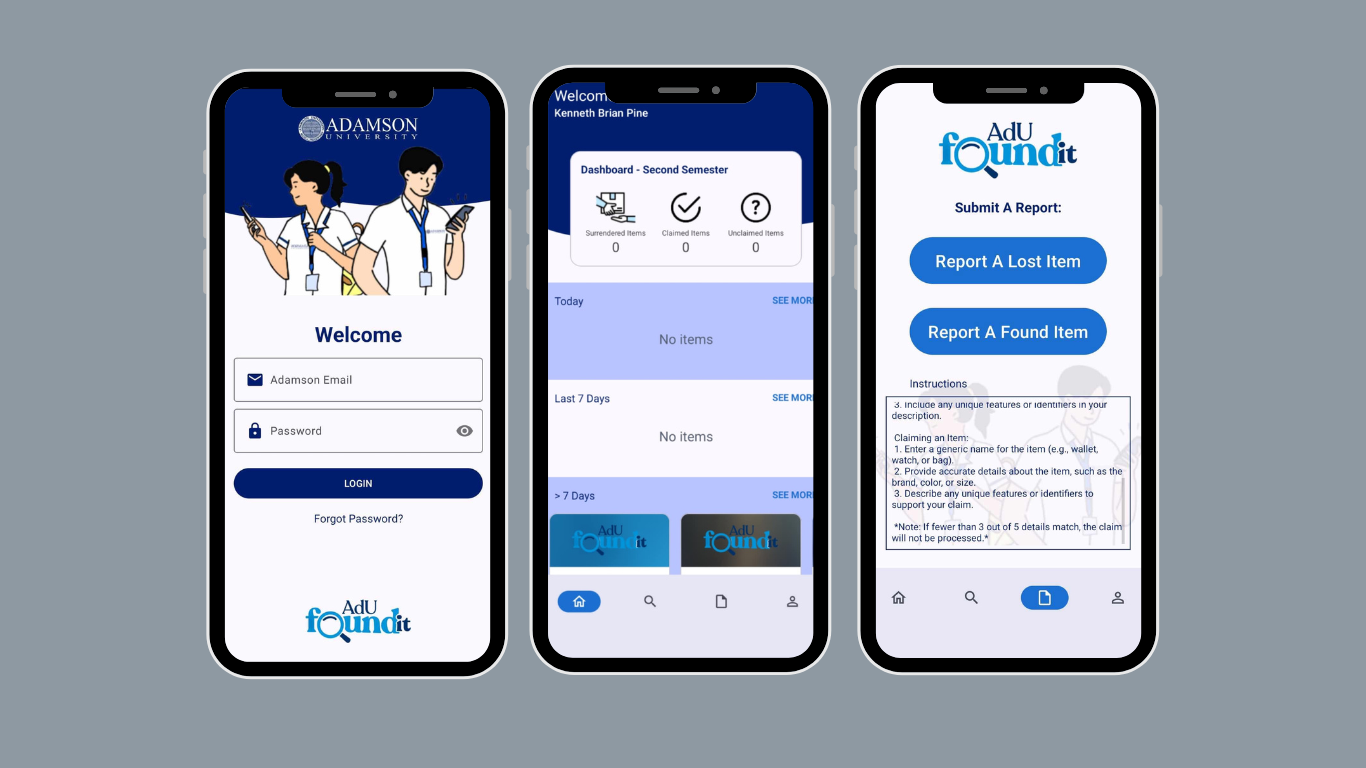 ADAMSON
UNIVERSITY
Welcome
Adamson Email
Password
LOGIN
Forgot Password?
AdU
foundit
Welcom
Kenneth Brian Pine
Dashboard - Second Semester
Surrendered Items
Claimed Items
Unclaimed Items
0
0
0
Today
SEE MOR
No items
Last 7 Days
SEE MOR
No items
> 7 Days
SEE MOR
AdU
foundit
AdU
foundit
AdU
foundit
Submit A Report:
Report A Lost Item
Report A Found Item
Instructions
3. Include any unique features or identifiers in your
description.
Claiming an Item:
1. Enter a generic name for the item (e.g., wallet,
watch, or bag).
2. Provide accurate details about the item, such as the
brand, color, or size.
3. Describe any unique features or identifiers to
support your claim.
*Note: If fewer than 3 out of 5 details match, the claim
will not be processed.*